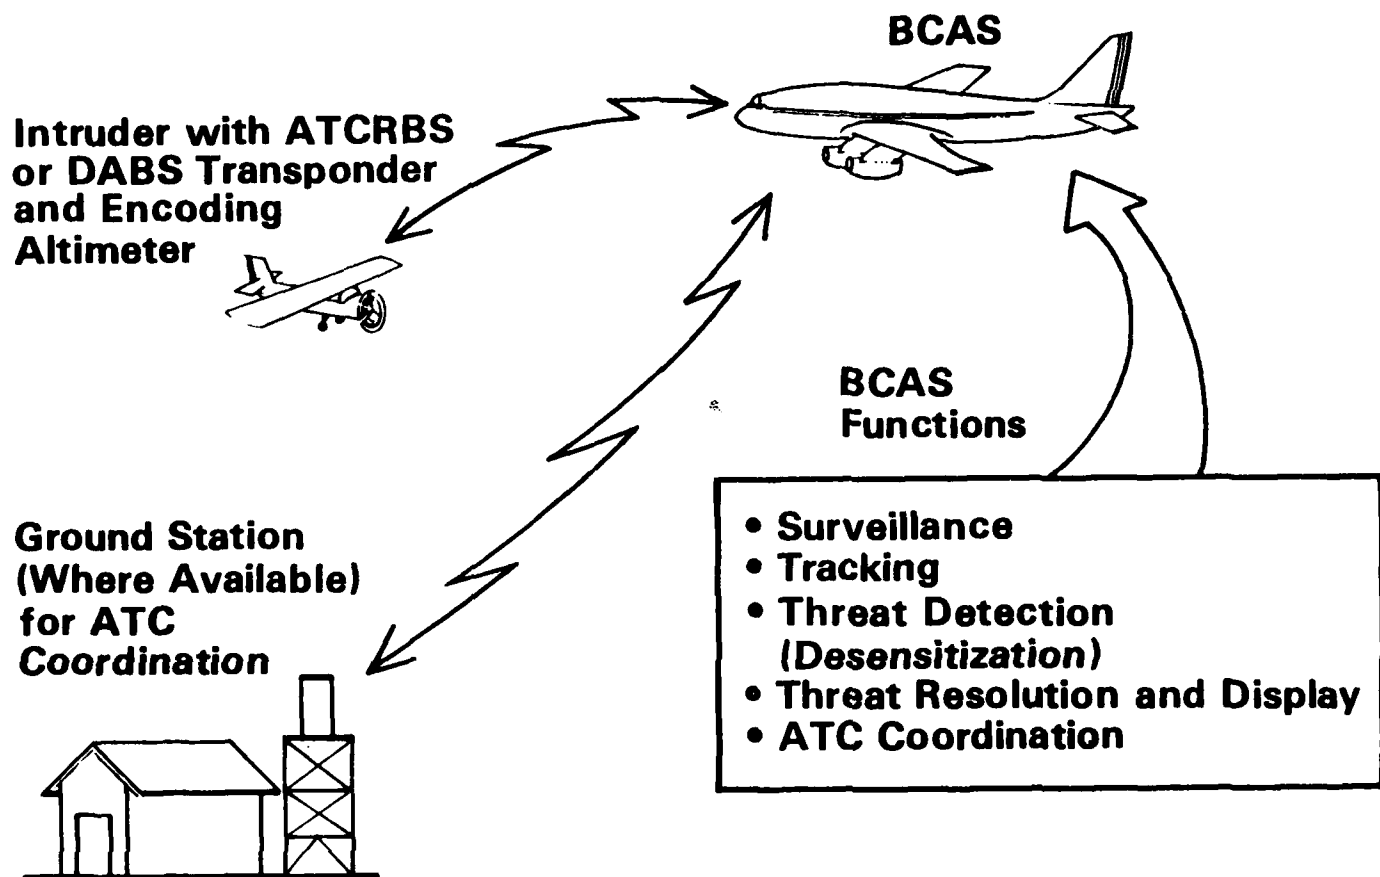 BCAS
Intruder with ATCRBS
or DABS Transponder
and Encoding
Altimeter
BCAS
Functions
Ground Station
(Where Available)
for ATC
Coordination
• Surveillance
• Tracking
• Threat Detection
(Desensitization)
• Threat Resolution and Display
• ATC Coordination